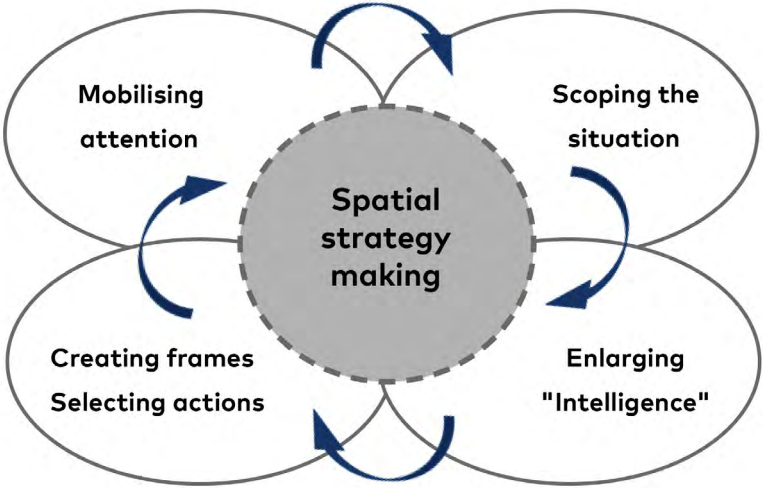 Mobilising
attention
Scoping the
situation
Spatial
strategy
making
Creating frames
Selecting actions
Enlarging
"Intelligence"